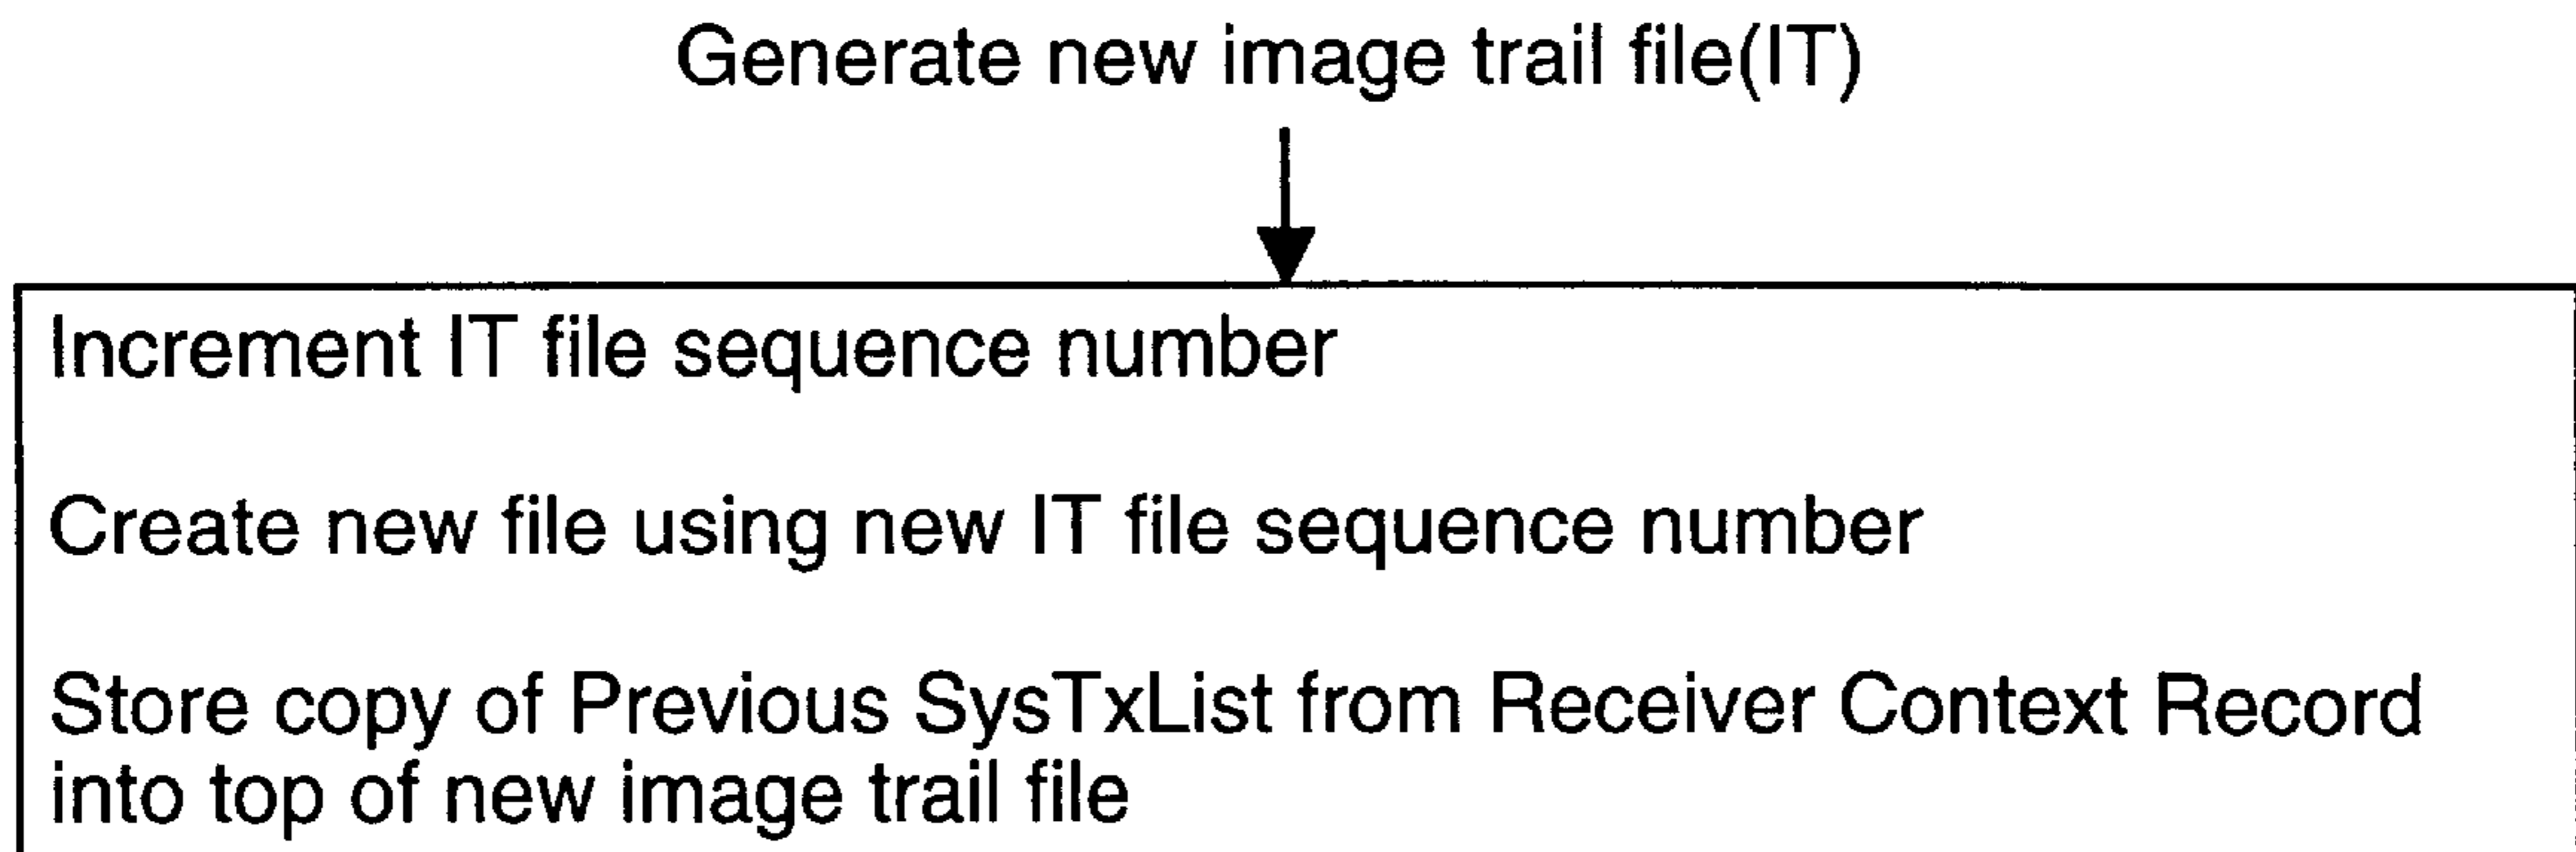 Generate new image trail file(IT)
Increment IT file sequence number
Create new file using new IT file sequence number
Store copy of Previous SysTxList from Receiver Context Record
into top of new image trail file